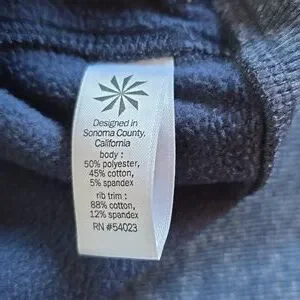 Designed in
Sonoma County,
California
body :
50% polyester,
45% cotton,
5% spandex
rib trim :
88% cotton,
12% spandex
RN #54023